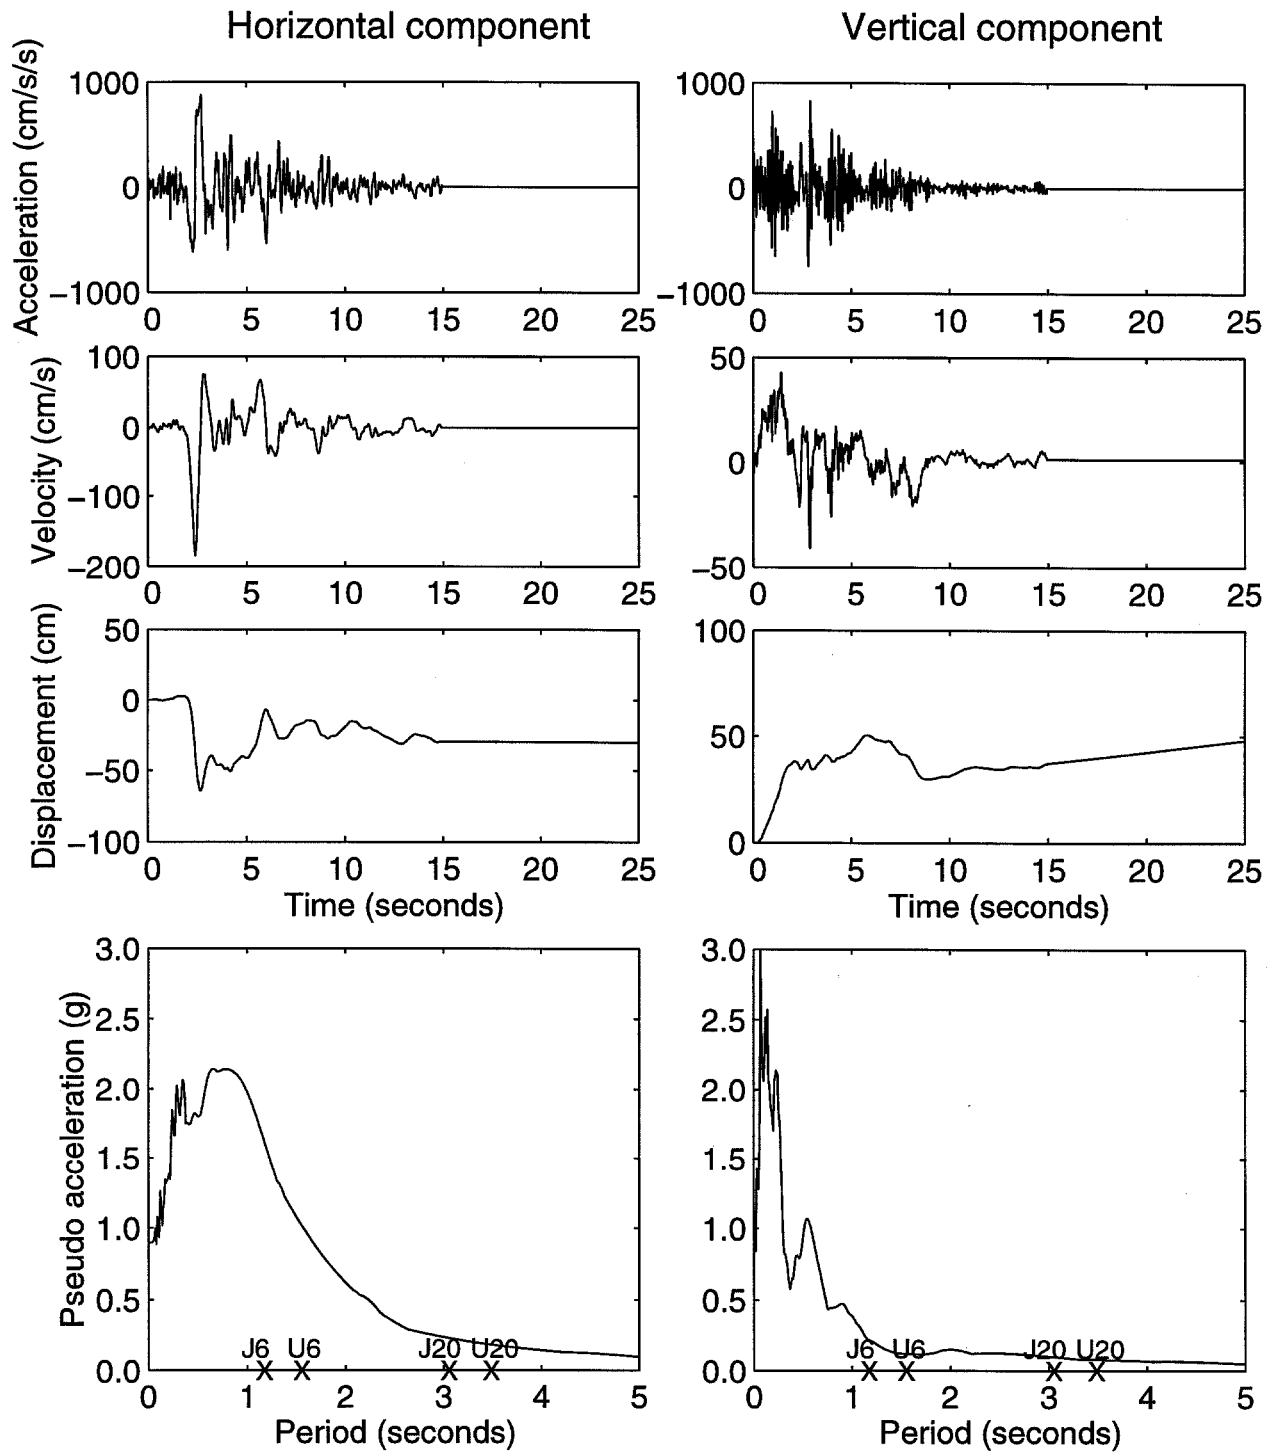 Horizontal component
Vertical component
Acceleration (cm/s/s)
1000
0
−1000
0 5 10 15 20 25
1000
0
−1000
0 5 10 15 20 25
Velocity (cm/s)
100
0
−100
−200
0 5 10 15 20 25
50
0
−50
0 5 10 15 20 25
Displacement (cm)
50
0
−50
−100
0 5 10 15 20 25
Time (seconds)
100
50
0
0 5 10 15 20 25
Time (seconds)
Pseudo acceleration (g)
3.0
2.5
2.0
1.5
1.0
0.5
0.0
J6 U6 J20 U20
1 2 3 4 5
Period (seconds)
3.0
2.5
2.0
1.5
1.0
0.5
0.0
J6 U6 J20 U20
0 1 2 3 4 5
Period (seconds)